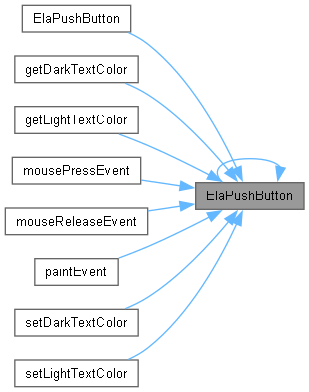 ElaPushButton
getDarkTextColor
getLightTextColor
mousePressEvent
ElaPushButton
mouseReleaseEvent
paintEvent
setDarkTextColor
setLightTextColor